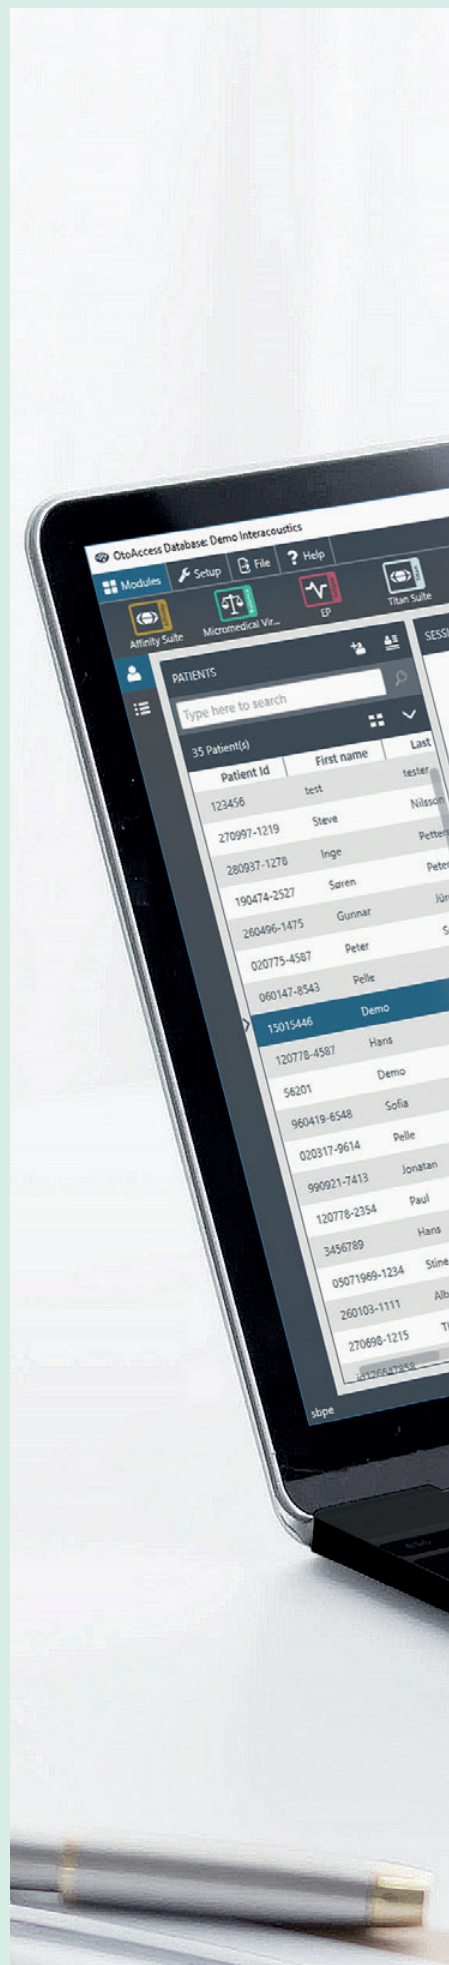 OtoAccess Database: Demo Interacoustics
Modules Setup File ? Help
Affinity Suite Micromedical Vir... EP Titan Suite
PATIENTS
Type here to search
35 Patient(s)
Patient Id First name Last
123456 test tester
270997-1219 Steve Nilsson
280937-1278 Inge
190474-2527 Søren
260496-1475 Gunnar
020775-4587 Peter
060147-8543 Pelle
15015446 Demo
120778-4587 Hans
56201 Demo
960419-6548 Sofia
020317-9614 Pelle
990921-7413 Jonatan
120778-2354 Paul
3456789 Hans
05071969-1234 Stine
260103-1111
270698-1215
sbpe